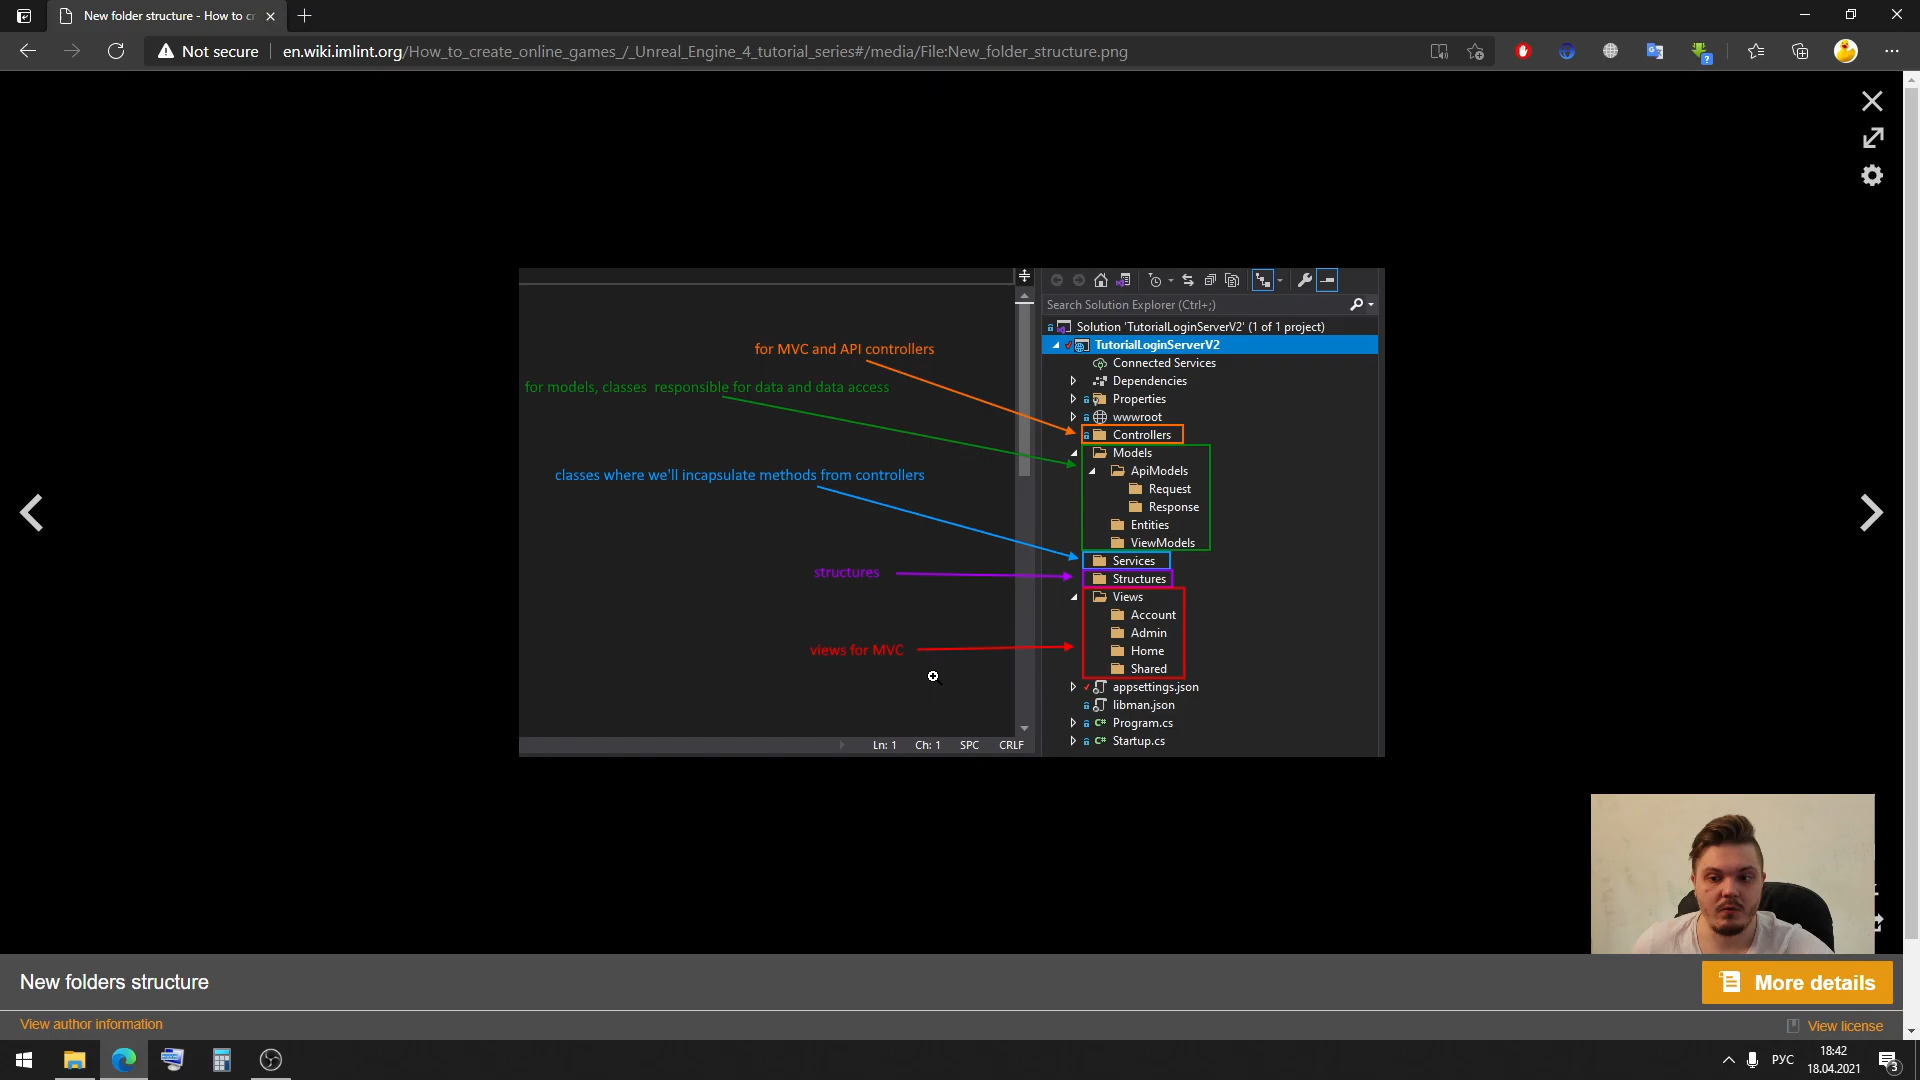 New folder structure - How to cr
Not secure
en.wiki.imlint.org/How_to_create_online_games_/_Unreal_Engine_4_tutorial_series#/media/File:New_folder_structure.png
Search Solution Explorer (Ctrl+;)
Solution 'TutorialLoginServerV2' (1 of 1 project)
TutorialLoginServerV2
Connected Services
Dependencies
Properties
wwwroot
Controllers
Models
ApiModels
Request
Response
Entities
ViewModels
Services
Structures
Views
Account
Admin
Home
Shared
appsettings.json
libman.json
C# Program.cs
C# Startup.cs
for MVC and API controllers
for models, classes responsible for data and data access
classes where we'll incapsulate methods from controllers
structures
views for MVC
Ln: 1 Ch: 1 SPC CRLF
New folders structure
More details
View author information
View license
РУС
18:42
18.04.2021
3